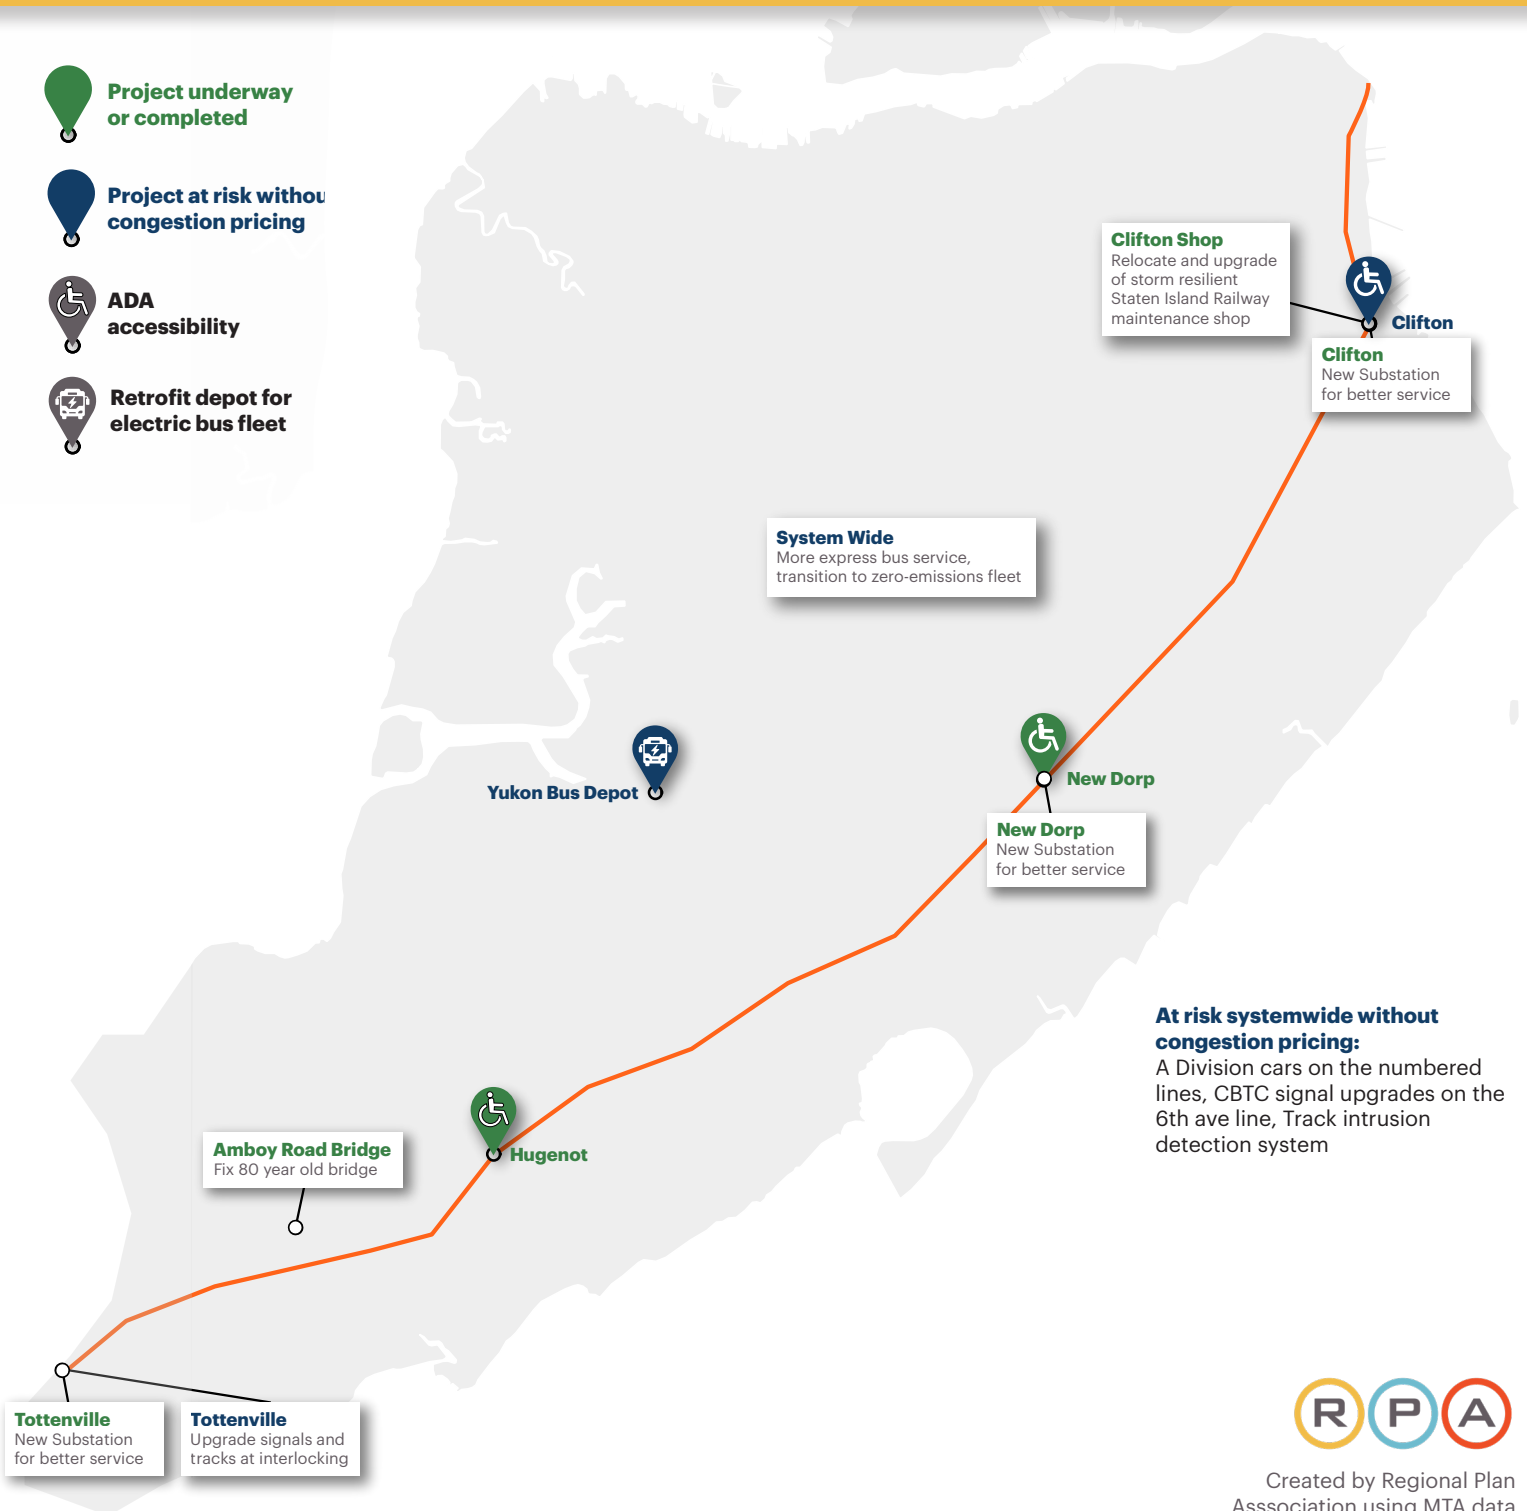 Project underway
or completed
Project at risk withou
congestion pricing
ADA
accessibility
Retrofit depot for
electric bus fleet
Clifton Shop
Relocate and upgrade
of storm resilient
Staten Island Railway
maintenance shop
Clifton
Clifton
New Substation
for better service
System Wide
More express bus service,
transition to zero-emissions fleet
Yukon Bus Depot
New Dorp
New Dorp
New Substation
for better service
At risk systemwide without
congestion pricing:
A Division cars on the numbered
lines, CBTC signal upgrades on the
6th ave line, Track intrusion
detection system
Amboy Road Bridge
Fix 80 year old bridge
Hugenot
Tottenville
New Substation
for better service
Tottenville
Upgrade signals and
tracks at interlocking
RPA
Created by Regional Plan
Asssociation using MTA data